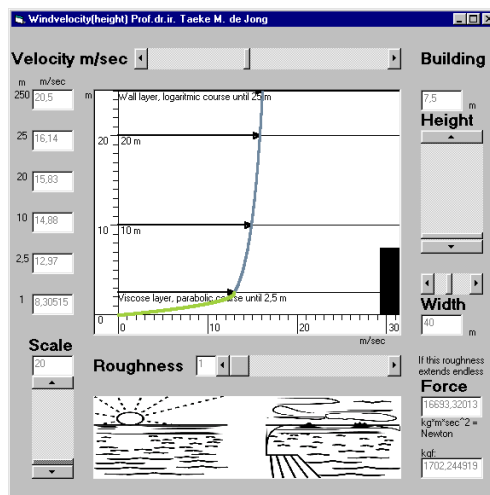 Windvelocity(height) Prof.dr.ir. Taeke M. de Jong
Velocity m/sec
Building
m m/sec
250 20,5
m
Wall layer, logaritmic course until 25 m
7,5 m
Height
25 16,14
20
20 m
20 15,83
10 14,88
10
10 m
2,5 12,97
Viscose layer, parabolic course until 2,5 m
1 8,30515
0
0 10 20 30
m/sec
Width
40 m
Scale
20
Roughness 1
If this roughness
extends endless
Force
16693,32013
kg*m*sec^2 =
Newton
kgf:
1702,244919